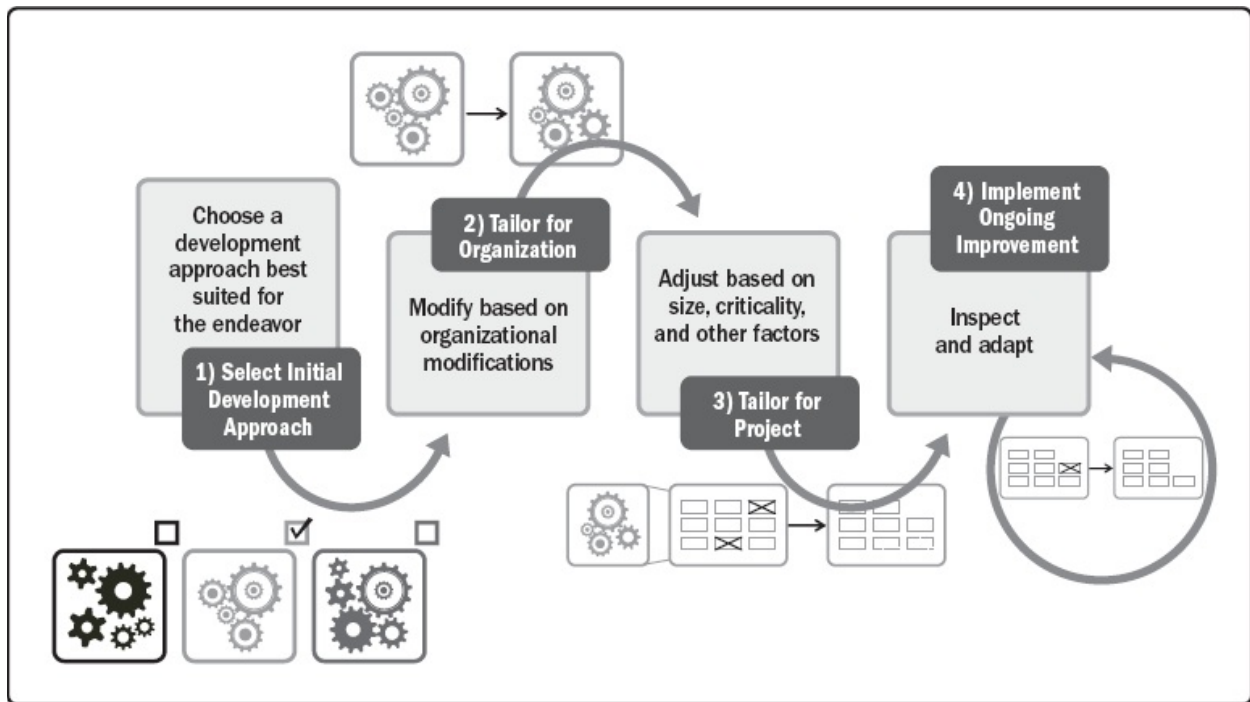 Choose a
development
approach best
suited for
the endeavor
1) Select Initial
Development
Approach
2) Tailor for
Organization
Modify based on
organizational
modifications
Adjust based on
size, criticality,
and other factors
3) Tailor for
Project
4) Implement
Ongoing
Improvement
Inspect
and adapt